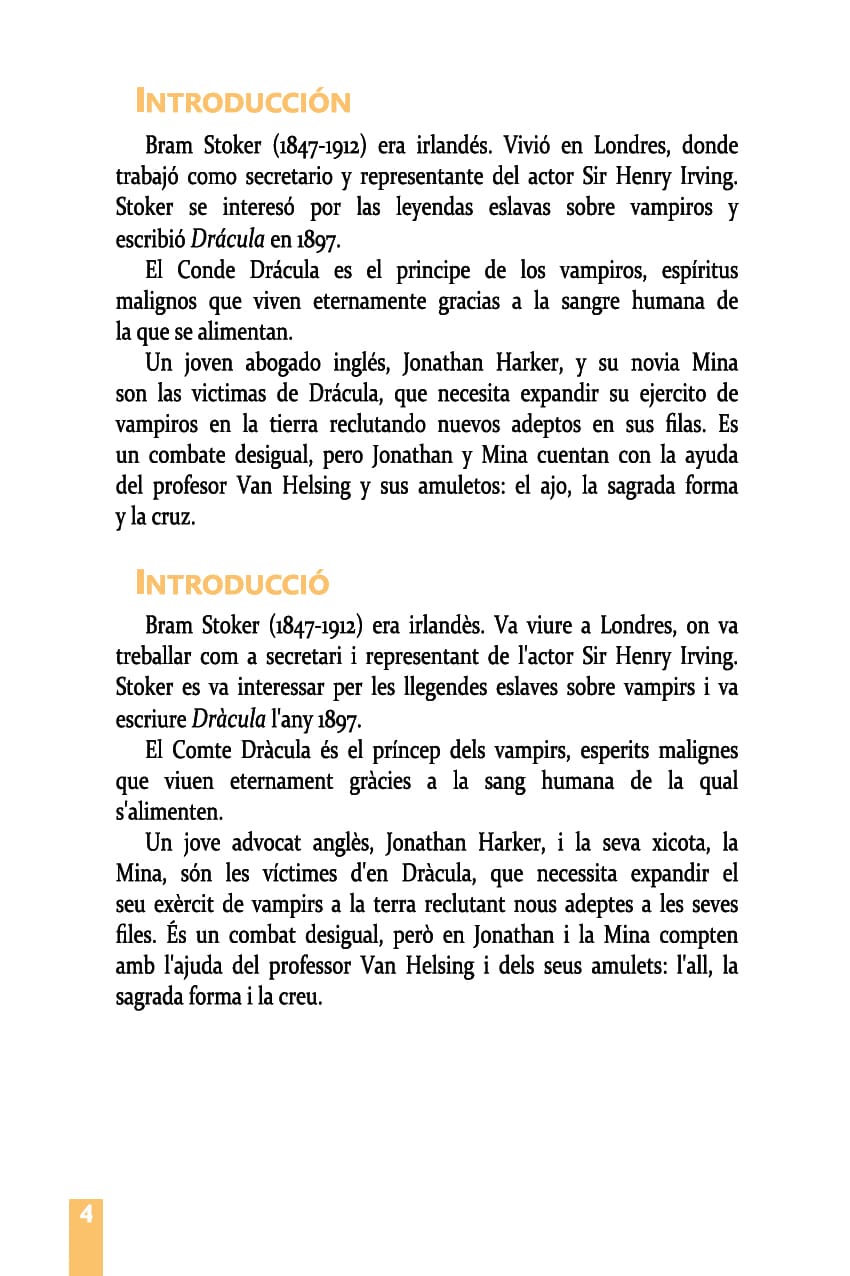 INTRODUCCIÓN
Bram Stoker (1847-1912) era irlandés. Vivió en Londres, donde
trabajó como secretario y representante del actor Sir Henry Irving.
Stoker se interesó por las leyendas eslavas sobre vampiros y
escribió Drácula en 1897.
El Conde Drácula es el principe de los vampiros, espíritus
malignos que viven eternamente gracias a la sangre humana de
la que se alimentan.
Un joven abogado inglés, Jonathan Harker, y su novia Mina
son las victimas de Drácula, que necesita expandir su ejercito de
vampiros en la tierra reclutando nuevos adeptos en sus filas. Es
un combate desigual, pero Jonathan y Mina cuentan con la ayuda
del profesor Van Helsing y sus amuletos: el ajo, la sagrada forma
y la cruz.
INTRODUCCIÓ
Bram Stoker (1847-1912) era irlandès. Va viure a Londres, on va
treballar com a secretari i representant de l'actor Sir Henry Irving.
Stoker es va interessar per les llegendes eslaves sobre vampirs i va
escriure Dràcula l'any 1897.
El Comte Dràcula és el príncep dels vampirs, esperits malignes
que viuen eternament gràcies a la sang humana de la qual
s'alimenten.
Un jove advocat anglès, Jonathan Harker, i la seva xicota, la
Mina, són les víctimes d'en Dràcula, que necessita expandir el
seu exèrcit de vampirs a la terra reclutant nous adeptes a les seves
files. És un combat desigual, però en Jonathan i la Mina compten
amb l'ajuda del professor Van Helsing i dels seus amulets: l'all, la
sagrada forma i la creu.
4